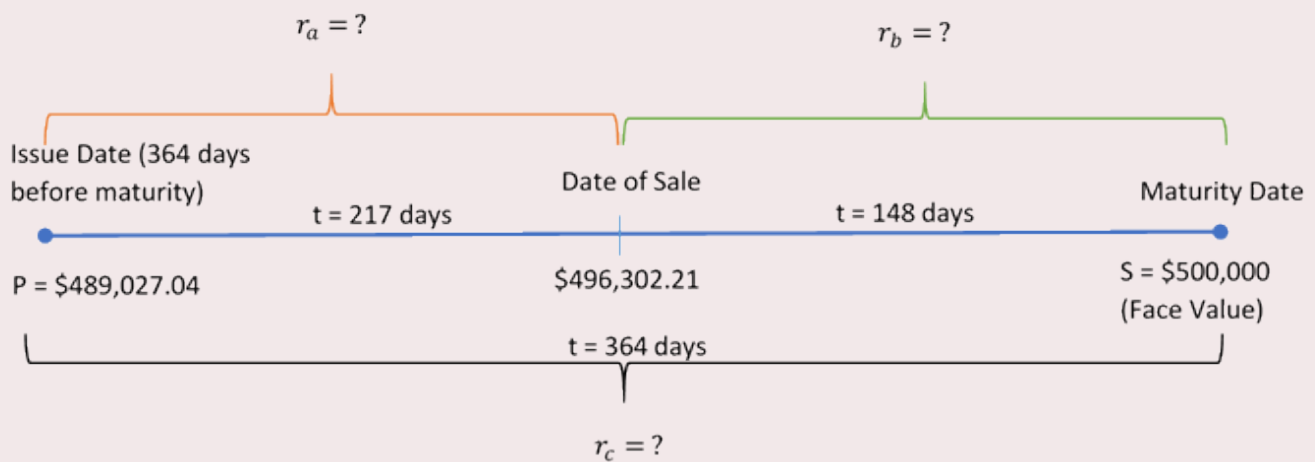 r_a = ?
r_b = ?
Issue Date (364 days
before maturity)
Date of Sale
Maturity Date
t = 217 days
t = 148 days
P = $489,027.04
$496,302.21
S = $500,000
(Face Value)
t = 364 days
r_c = ?